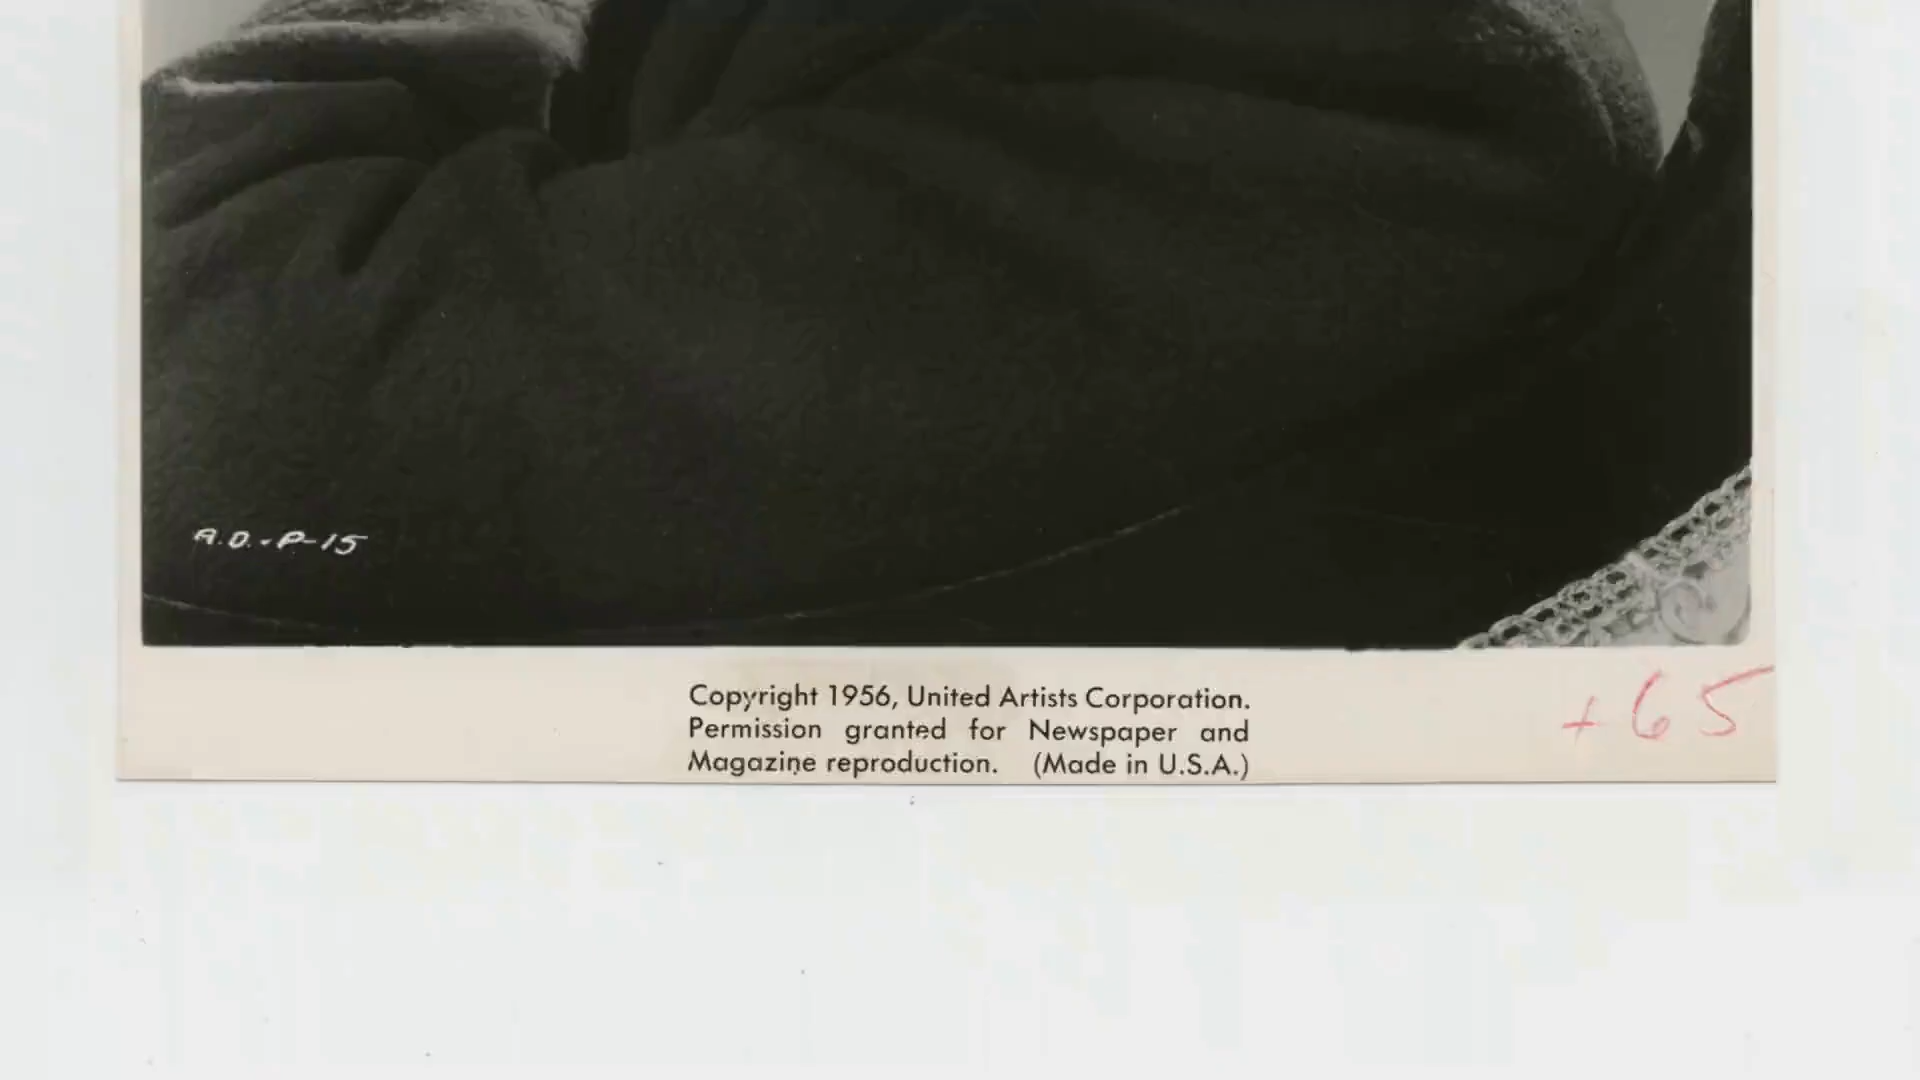 A.D.-P-15
Copyright 1956, United Artists Corporation.
Permission granted for Newspaper and
Magazine reproduction. (Made in U.S.A.)
+65